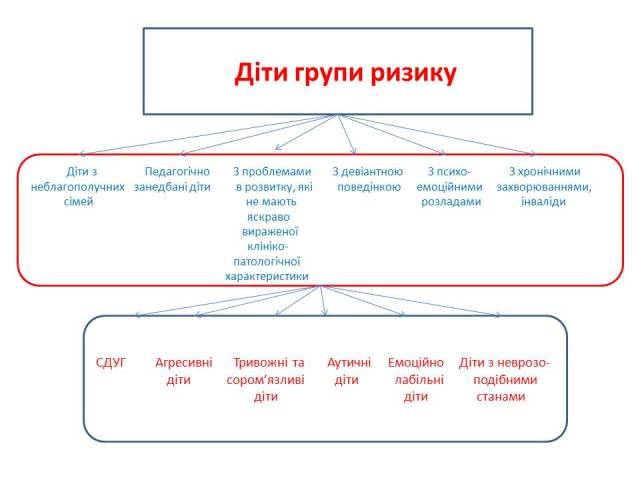 Діти групи ризику
Діти з
неблагополучних
сімей
Педагогічно
занедбані діти
З проблемами
в розвитку, які
не мають
яскраво
вираженої
клініко-
патологічної
характеристики
З девіантною
поведінкою
З психо-
емоційними
розладами
З хронічними
захворюваннями,
інваліди
СДУГ
Агресивні
діти
Тривожні та
сором’язливі
діти
Аутичні
діти
Емоційно
лабільні
діти
Діти з неврозо-
подібними
станами